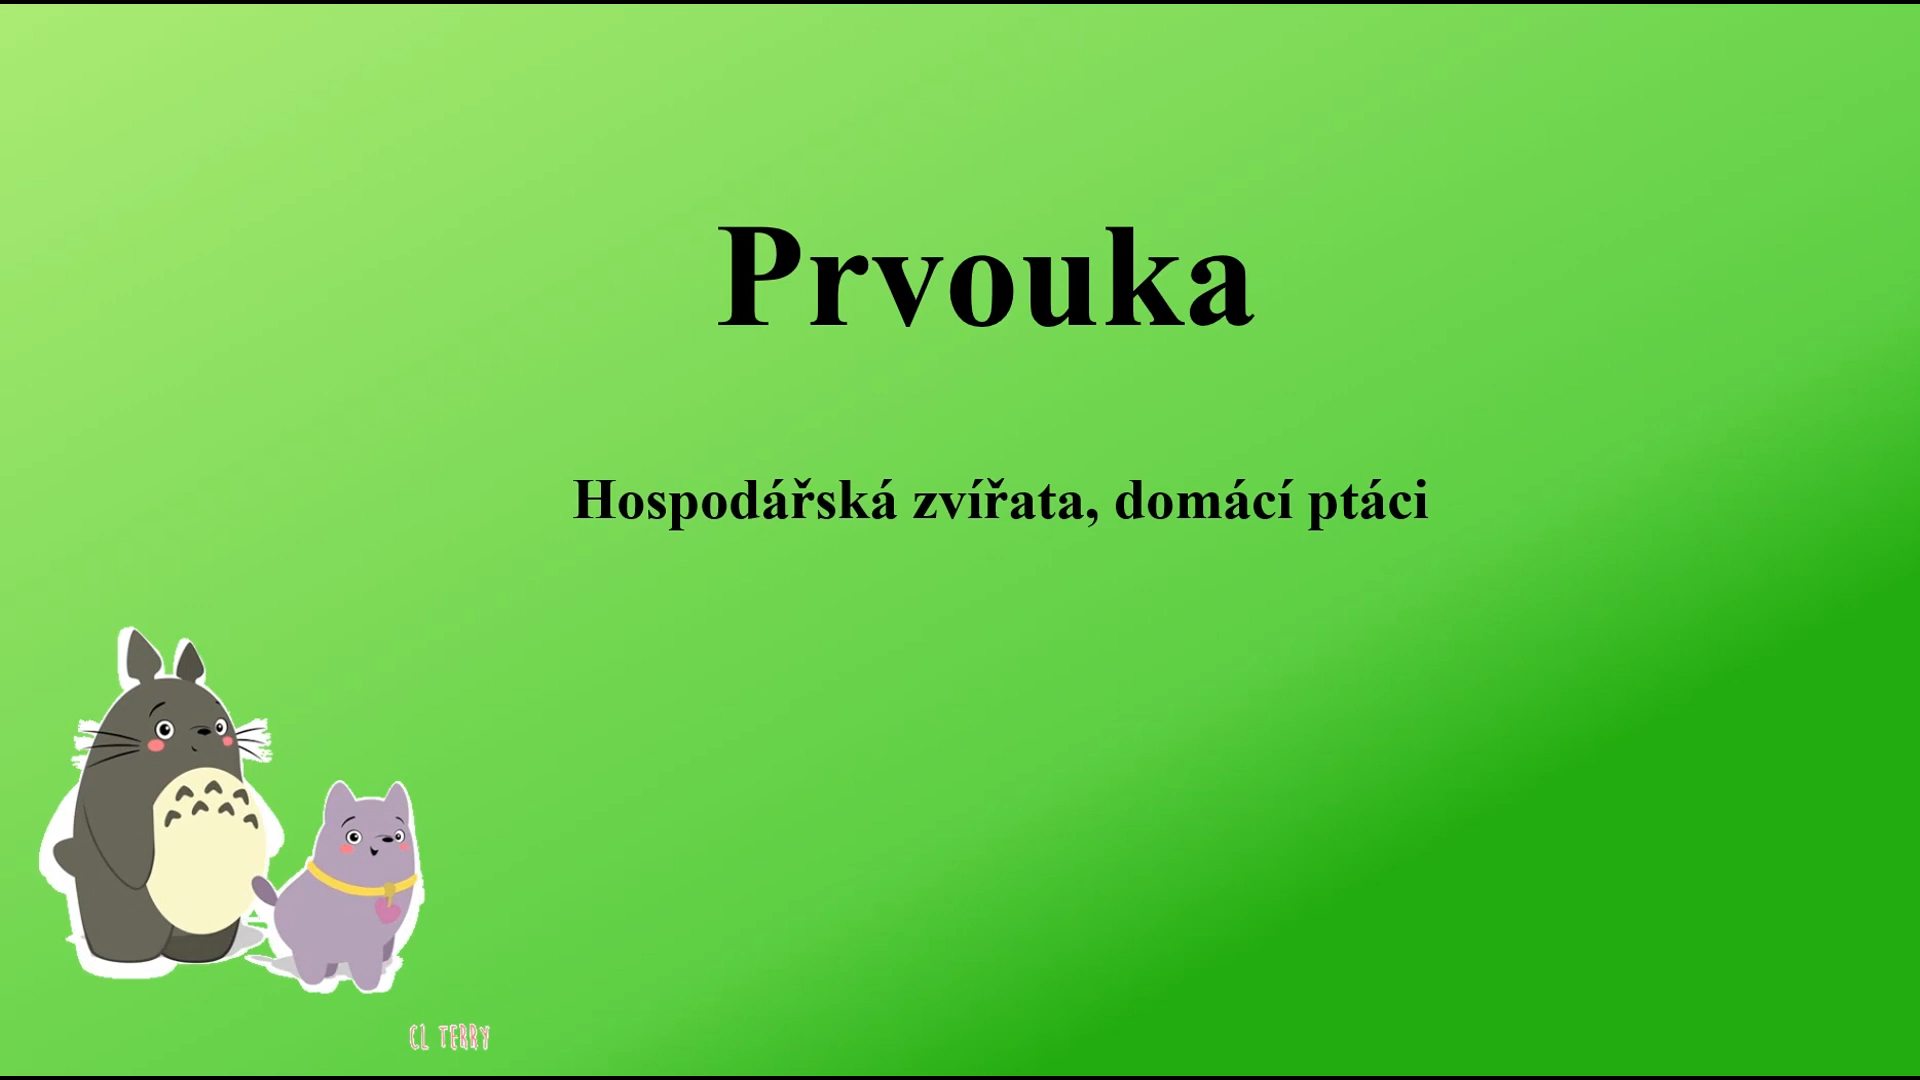 Prvouka
Hospodářská zvířata, domácí ptáci
CL TERRY